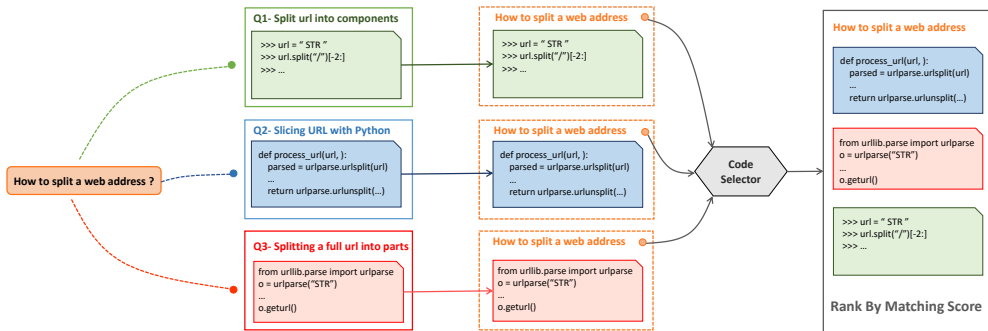 How to split a web address ?
Q1- Split url into components
>>> url = “ STR ”
>>> url.split(“/”)[-2:]
>>> ...
Q2- Slicing URL with Python
def process_url(url, ):
parsed = urlparse.urlsplit(url)
...
return urlparse.urlunsplit(...)
Q3- Splitting a full url into parts
from urllib.parse import urlparse
o = urlparse(“STR”)
...
o.geturl()
How to split a web address
>>> url = “ STR ”
>>> url.split(“/”)[-2:]
>>> ...
How to split a web address
def process_url(url, ):
parsed = urlparse.urlsplit(url)
...
return urlparse.urlunsplit(...)
How to split a web address
from urllib.parse import urlparse
o = urlparse(“STR”)
...
o.geturl()
Code
Selector
How to split a web address
def process_url(url, ):
parsed = urlparse.urlsplit(url)
...
return urlparse.urlunsplit(...)
from urllib.parse import urlparse
o = urlparse(“STR”)
...
o.geturl()
>>> url = “ STR ”
>>> url.split(“/”)[-2:]
>>> ...
Rank By Matching Score